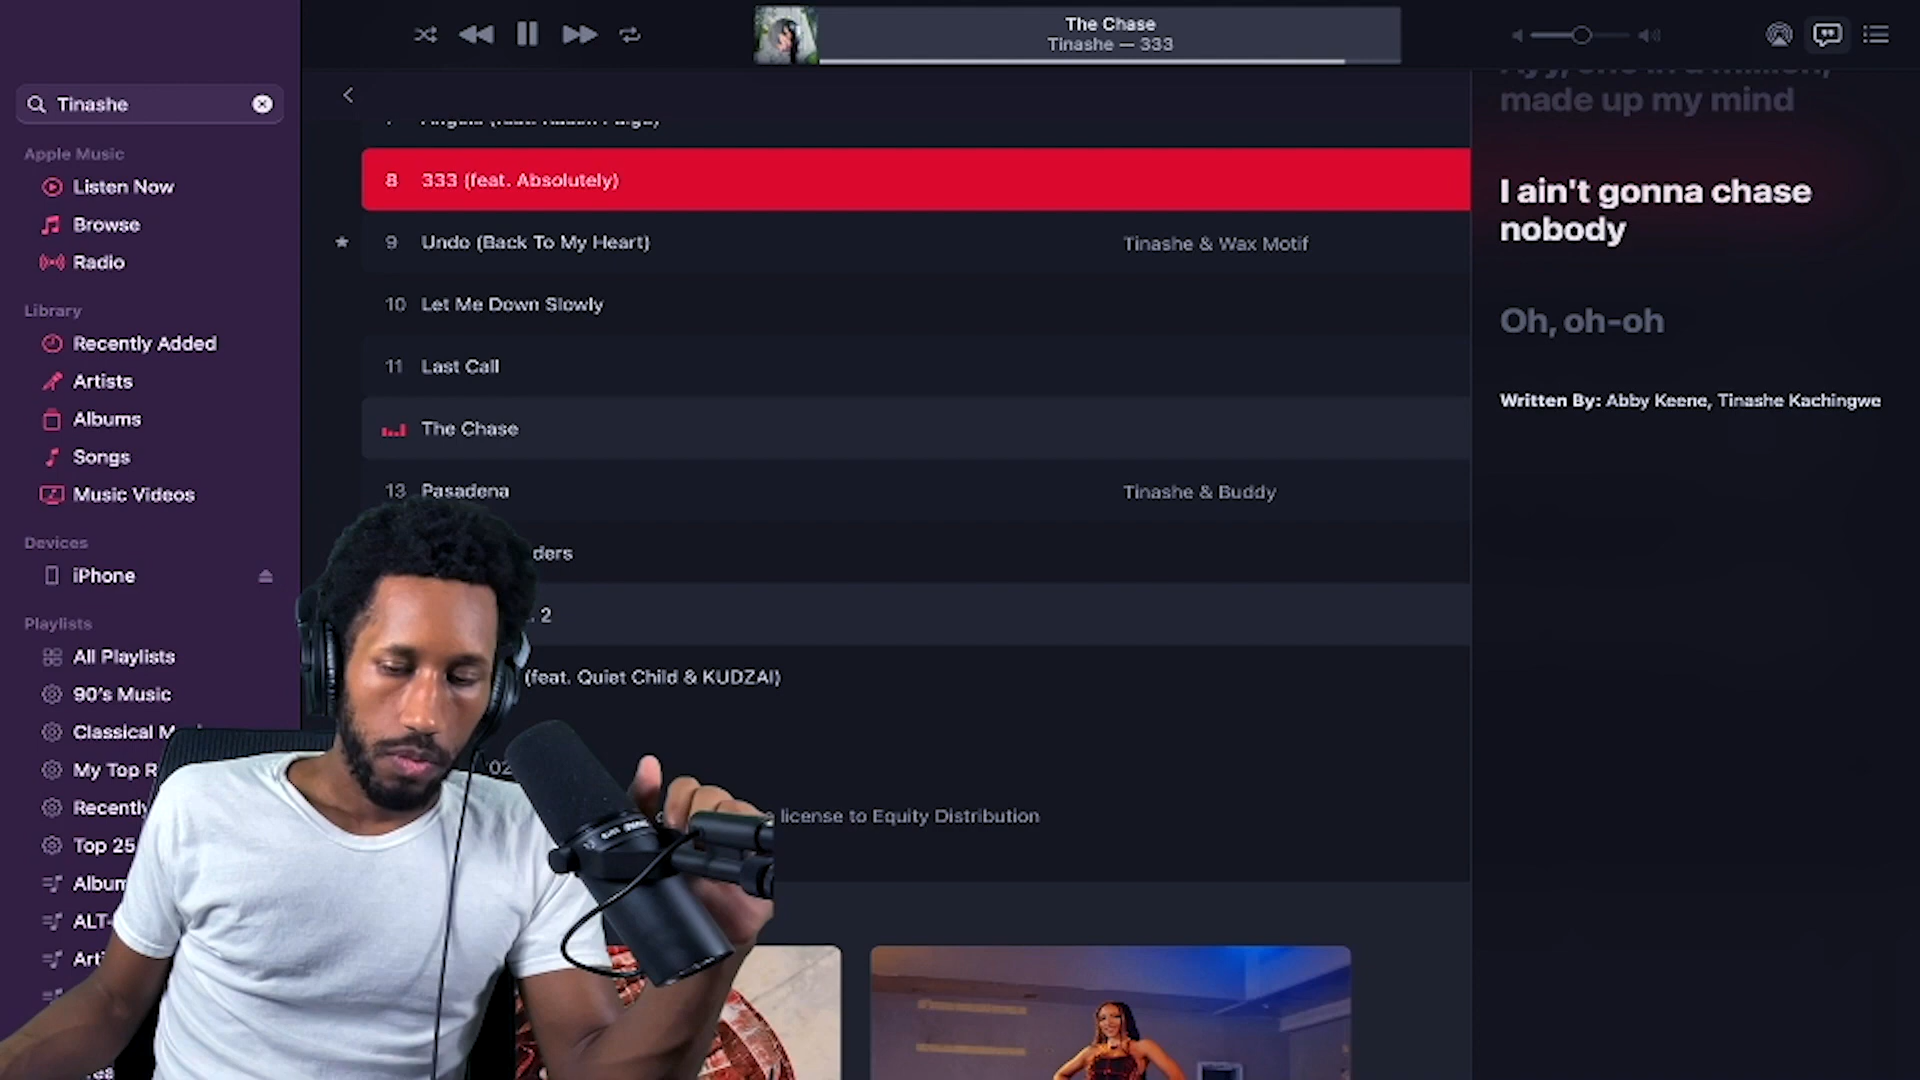 The Chase
Tinashe — 333
Tinashe
Apple Music
Listen Now
Browse
Radio
Library
Recently Added
Artists
Albums
Songs
Music Videos
Devices
iPhone
Playlists
All Playlists
90's Music
Classical M
My Top R
Recently
Top 25
Album
ALT-
Arti
8 333 (feat. Absolutely)
★ 9 Undo (Back To My Heart) Tinashe & Wax Motif
10 Let Me Down Slowly
11 Last Call
The Chase
13 Pasadena Tinashe & Buddy
ders
. 2
(feat. Quiet Child & KUDZAI)
license to Equity Distribution
made up my mind
I ain't gonna chase
nobody
Oh, oh-oh
Written By: Abby Keene, Tinashe Kachingwe